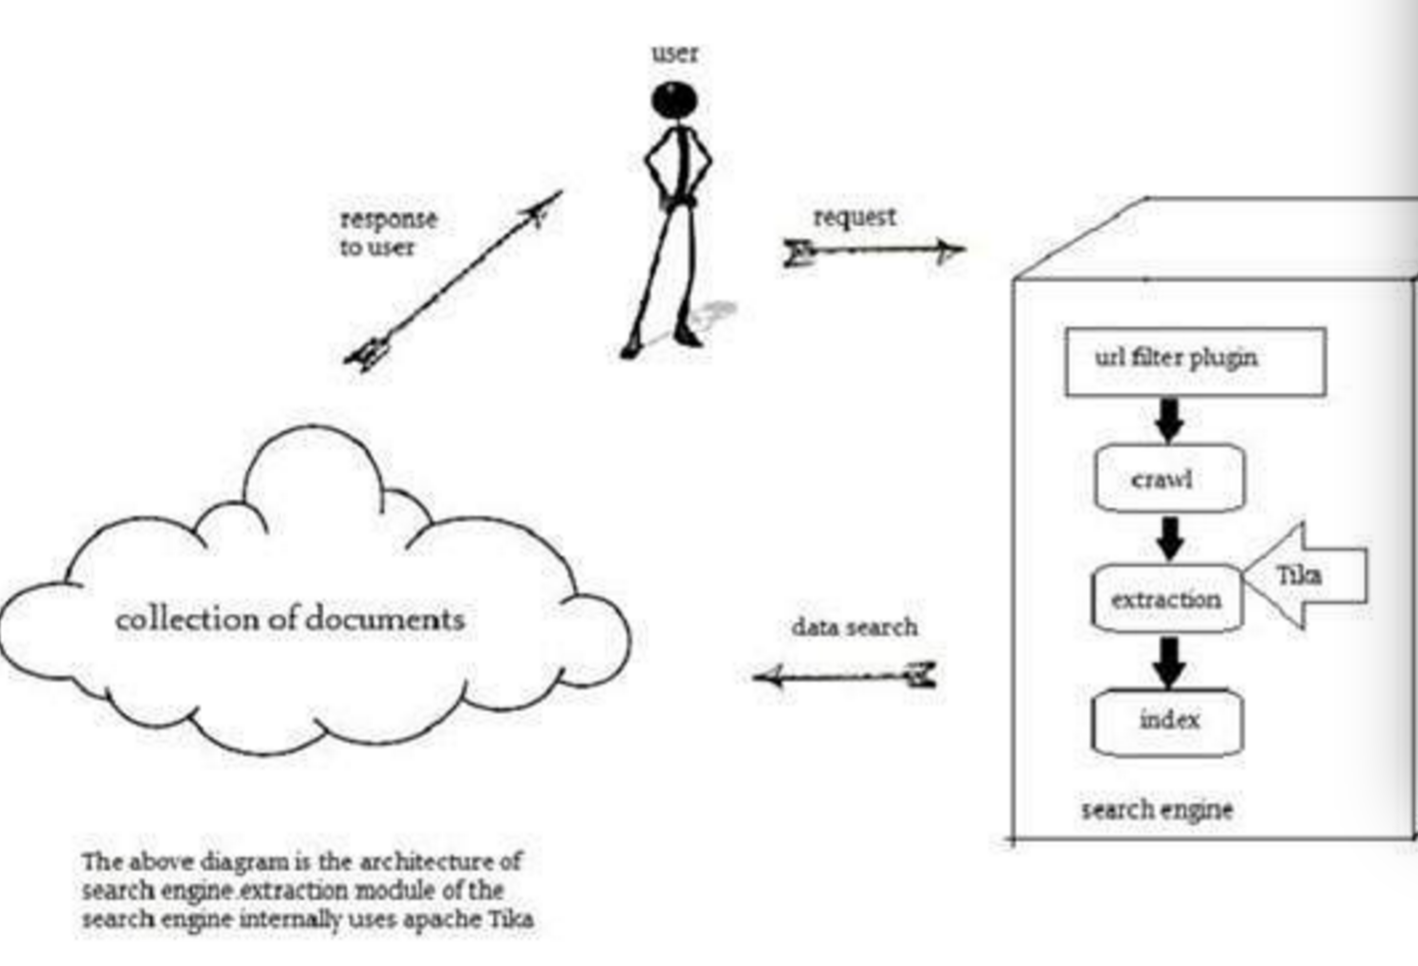 user
response
to user
request
url filter plugin
crawl
extraction
Tika
index
search engine
collection of documents
data search
The above diagram is the architecture of
search engine.extraction module of the
search engine internally uses apache Tika